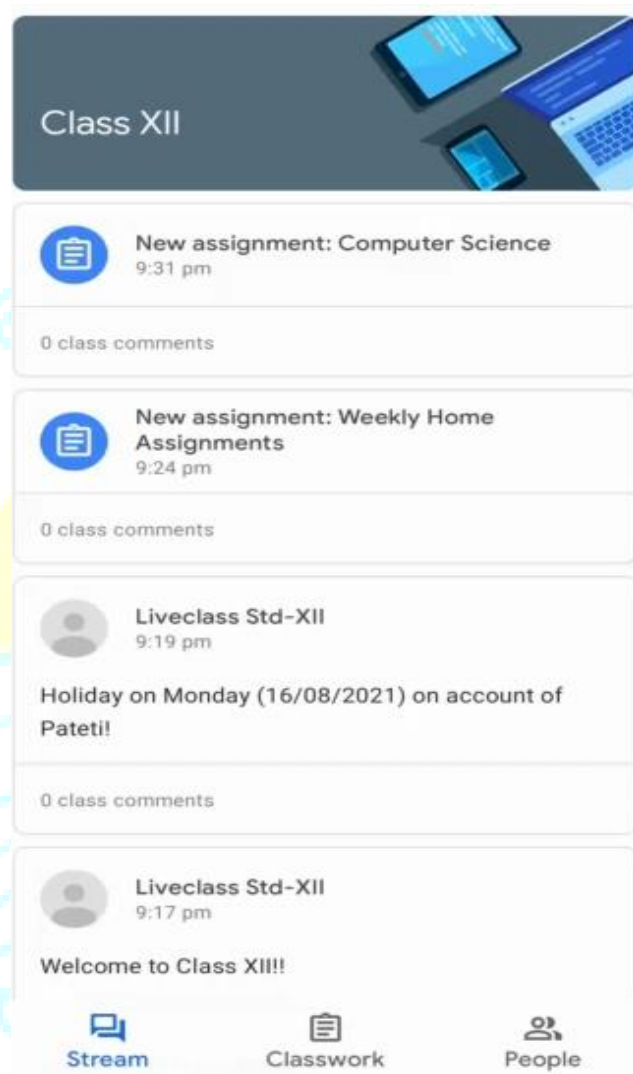 Class XII
New assignment: Computer Science
9:31 pm
0 class comments
New assignment: Weekly Home
Assignments
9:24 pm
0 class comments
Liveclass Std-XII
9:19 pm
Holiday on Monday (16/08/2021) on account of
Pateti!
0 class comments
Liveclass Std-XII
9:17 pm
Welcome to Class XII!!
Stream Classwork People